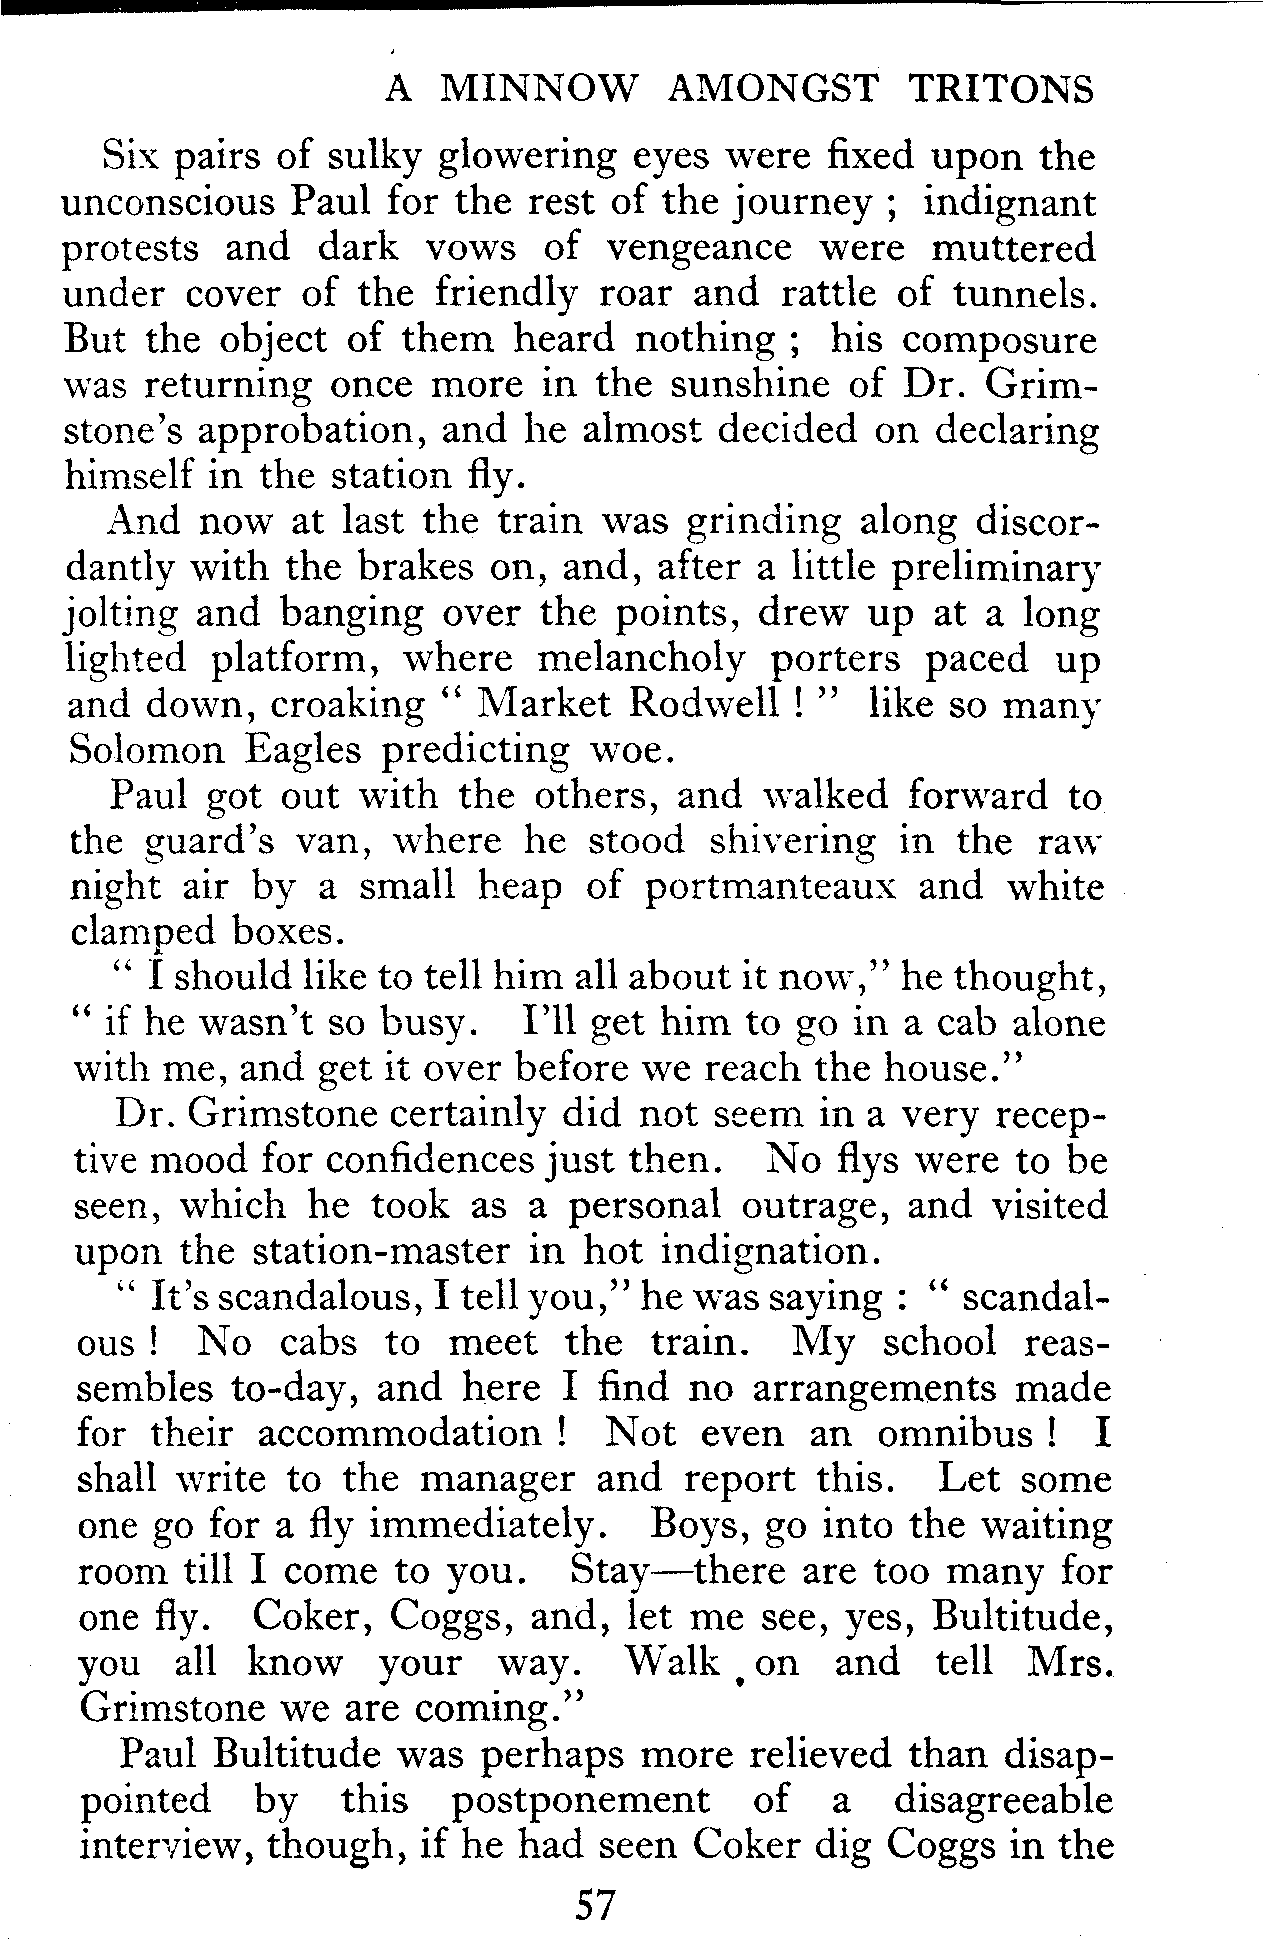 A MINNOW AMONGST TRITONS
Six pairs of sulky glowering eyes were fixed upon the
unconscious Paul for the rest of the journey ; indignant
protests and dark vows of vengeance were muttered
under cover of the friendly roar and rattle of tunnels.
But the object of them heard nothing ; his composure
was returning once more in the sunshine of Dr. Grim-
stone's approbation, and he almost decided on declaring
himself in the station fly.
And now at last the train was grinding along discor-
dantly with the brakes on, and, after a little preliminary
jolting and banging over the points, drew up at a long
lighted platform, where melancholy porters paced up
and down, croaking “ Market Rodwell ! ” like so many
Solomon Eagles predicting woe.
Paul got out with the others, and walked forward to
the guard's van, where he stood shivering in the raw
night air by a small heap of portmanteaux and white
clamped boxes.
“ I should like to tell him all about it now,” he thought,
“ if he wasn't so busy. I'll get him to go in a cab alone
with me, and get it over before we reach the house.”
Dr. Grimstone certainly did not seem in a very recep-
tive mood for confidences just then. No flys were to be
seen, which he took as a personal outrage, and visited
upon the station-master in hot indignation.
“ It's scandalous, I tell you,” he was saying : “ scandal-
ous ! No cabs to meet the train. My school reas-
sembles to-day, and here I find no arrangements made
for their accommodation ! Not even an omnibus ! I
shall write to the manager and report this. Let some
one go for a fly immediately. Boys, go into the waiting
room till I come to you. Stay—there are too many for
one fly. Coker, Coggs, and, let me see, yes, Bultitude,
you all know your way. Walk on and tell Mrs.
Grimstone we are coming.”
Paul Bultitude was perhaps more relieved than disap-
pointed by this postponement of a disagreeable
interview, though, if he had seen Coker dig Coggs in the
57